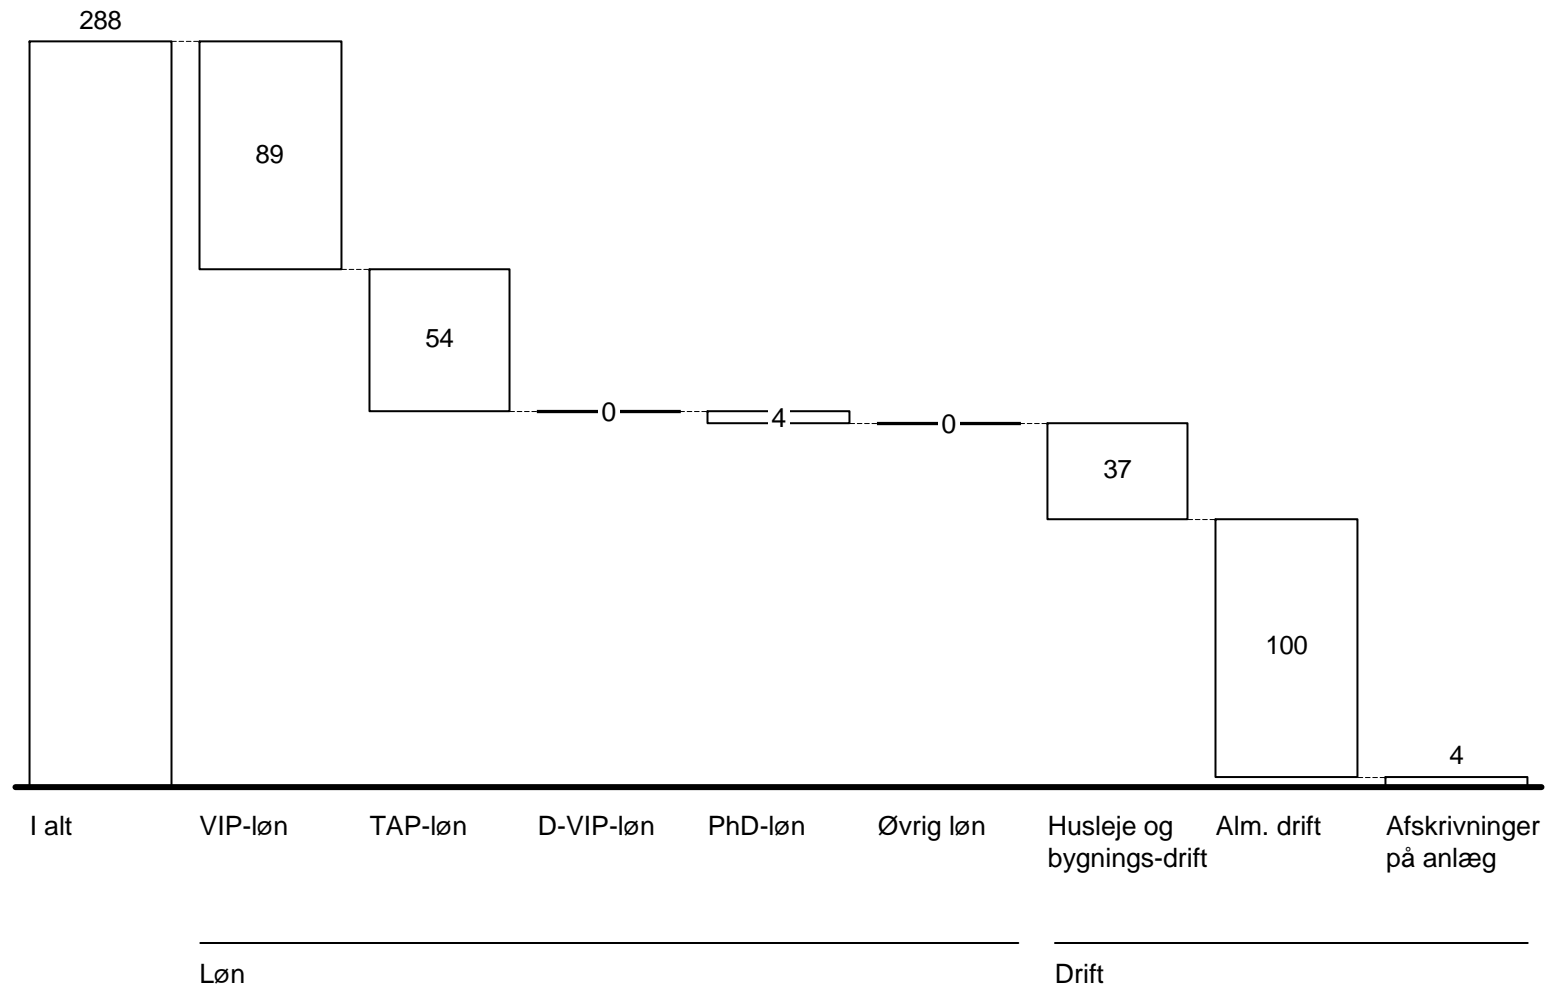 288
89
54
0
4
0
37
100
4
I alt
VIP-løn
TAP-løn
D-VIP-løn
PhD-løn
Øvrig løn
Husleje og
bygnings-drift
Alm. drift
Afskrivninger
på anlæg
Løn
Drift